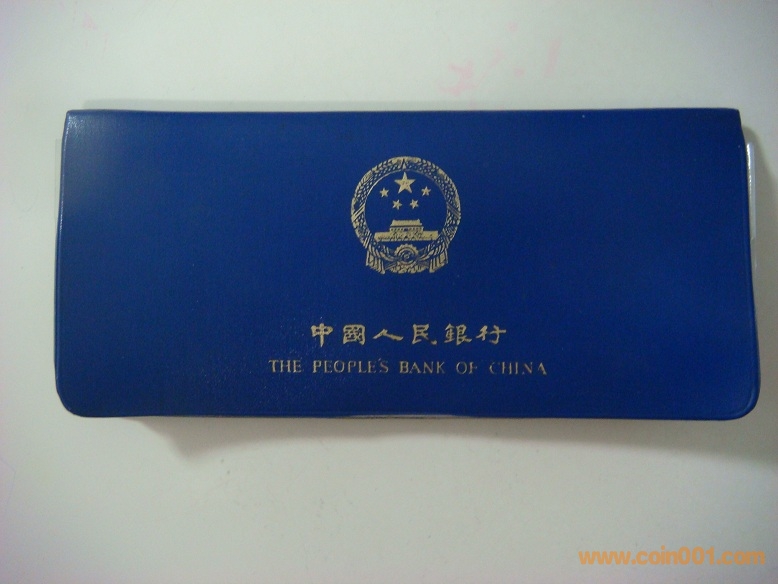 中國人民銀行
THE PEOPLE'S BANK OF CHINA
www.coin001.com